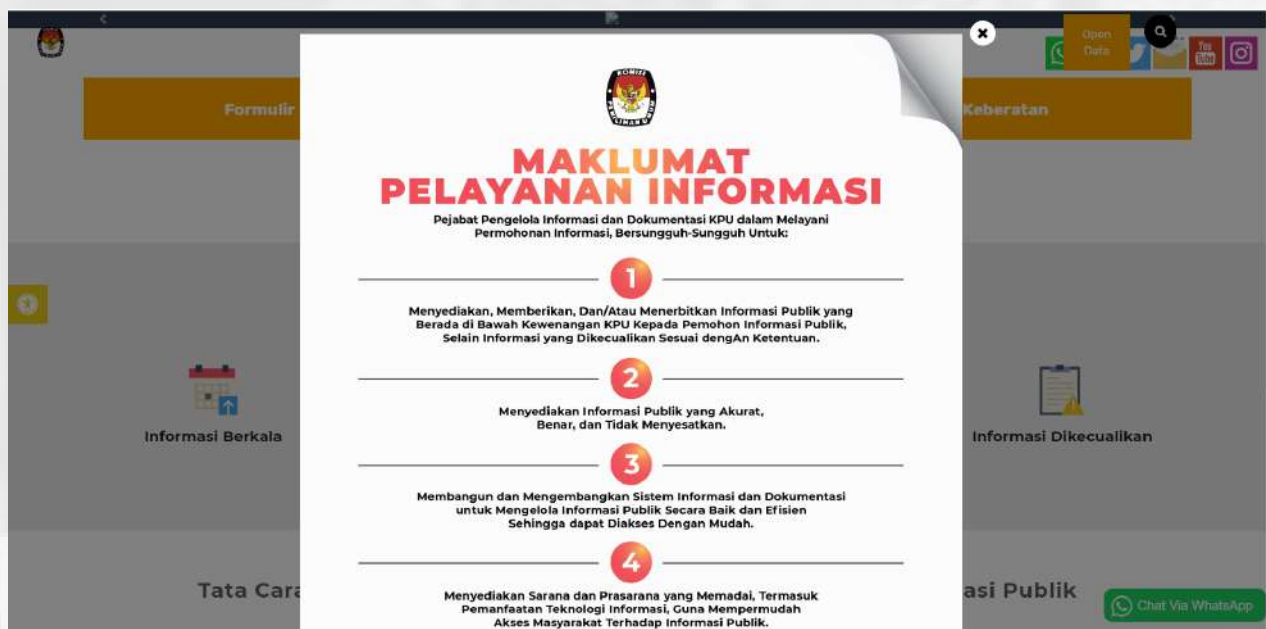 Open
Data
You
Tube
Formulir
Keberatan
KOMISI
PEMILIHAN UMUM
MAKLUMAT
PELAYANAN INFORMASI
Pejabat Pengelola Informasi dan Dokumentasi KPU dalam Melayani
Permohonan Informasi, Bersungguh-Sungguh Untuk:
1
Menyediakan, Memberikan, Dan/Atau Menerbitkan Informasi Publik yang
Berada di Bawah Kewenangan KPU Kepada Pemohon Informasi Publik,
Selain Informasi yang Dikecualikan Sesuai dengAn Ketentuan.
2
Menyediakan Informasi Publik yang Akurat,
Benar, dan Tidak Menyesatkan.
Informasi Berkala
Informasi Dikecualikan
3
Membangun dan Mengembangkan Sistem Informasi dan Dokumentasi
untuk Mengelola Informasi Publik Secara Baik dan Efisien
Sehingga dapat Diakses Dengan Mudah.
4
Menyediakan Sarana dan Prasarana yang Memadai, Termasuk
Pemanfaatan Teknologi Informasi, Guna Mempermudah
Akses Masyarakat Terhadap Informasi Publik.
Tata Cara
asi Publik
Chat Via WhatsApp